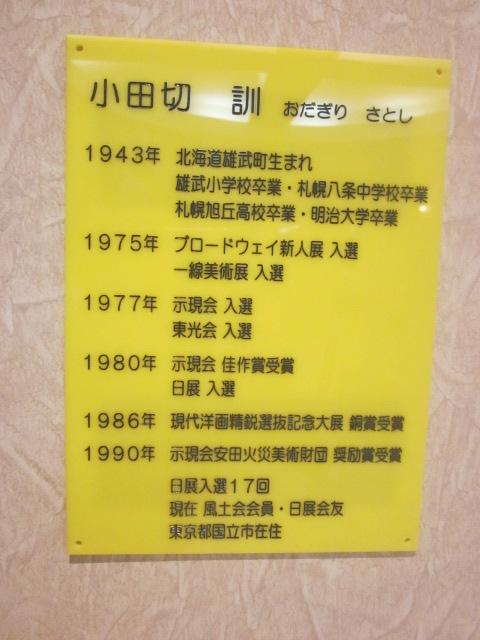 小田切 訓 おだぎり さとし
1943年 北海道雄武町生まれ
雄武小学校卒業・札幌八条中学校卒業
札幌旭丘高校卒業・明治大学卒業
1975年 ブロードウェイ新人展 入選
一線美術展 入選
1977年 示現会 入選
東光会 入選
1980年 示現会 佳作賞受賞
日展 入選
1986年 現代洋画精鋭選抜記念大展 銅賞受賞
1990年 示現会安田火災美術財団 奨励賞受賞
日展入選17回
現在 風土会会員・日展会友
東京都国立市在住